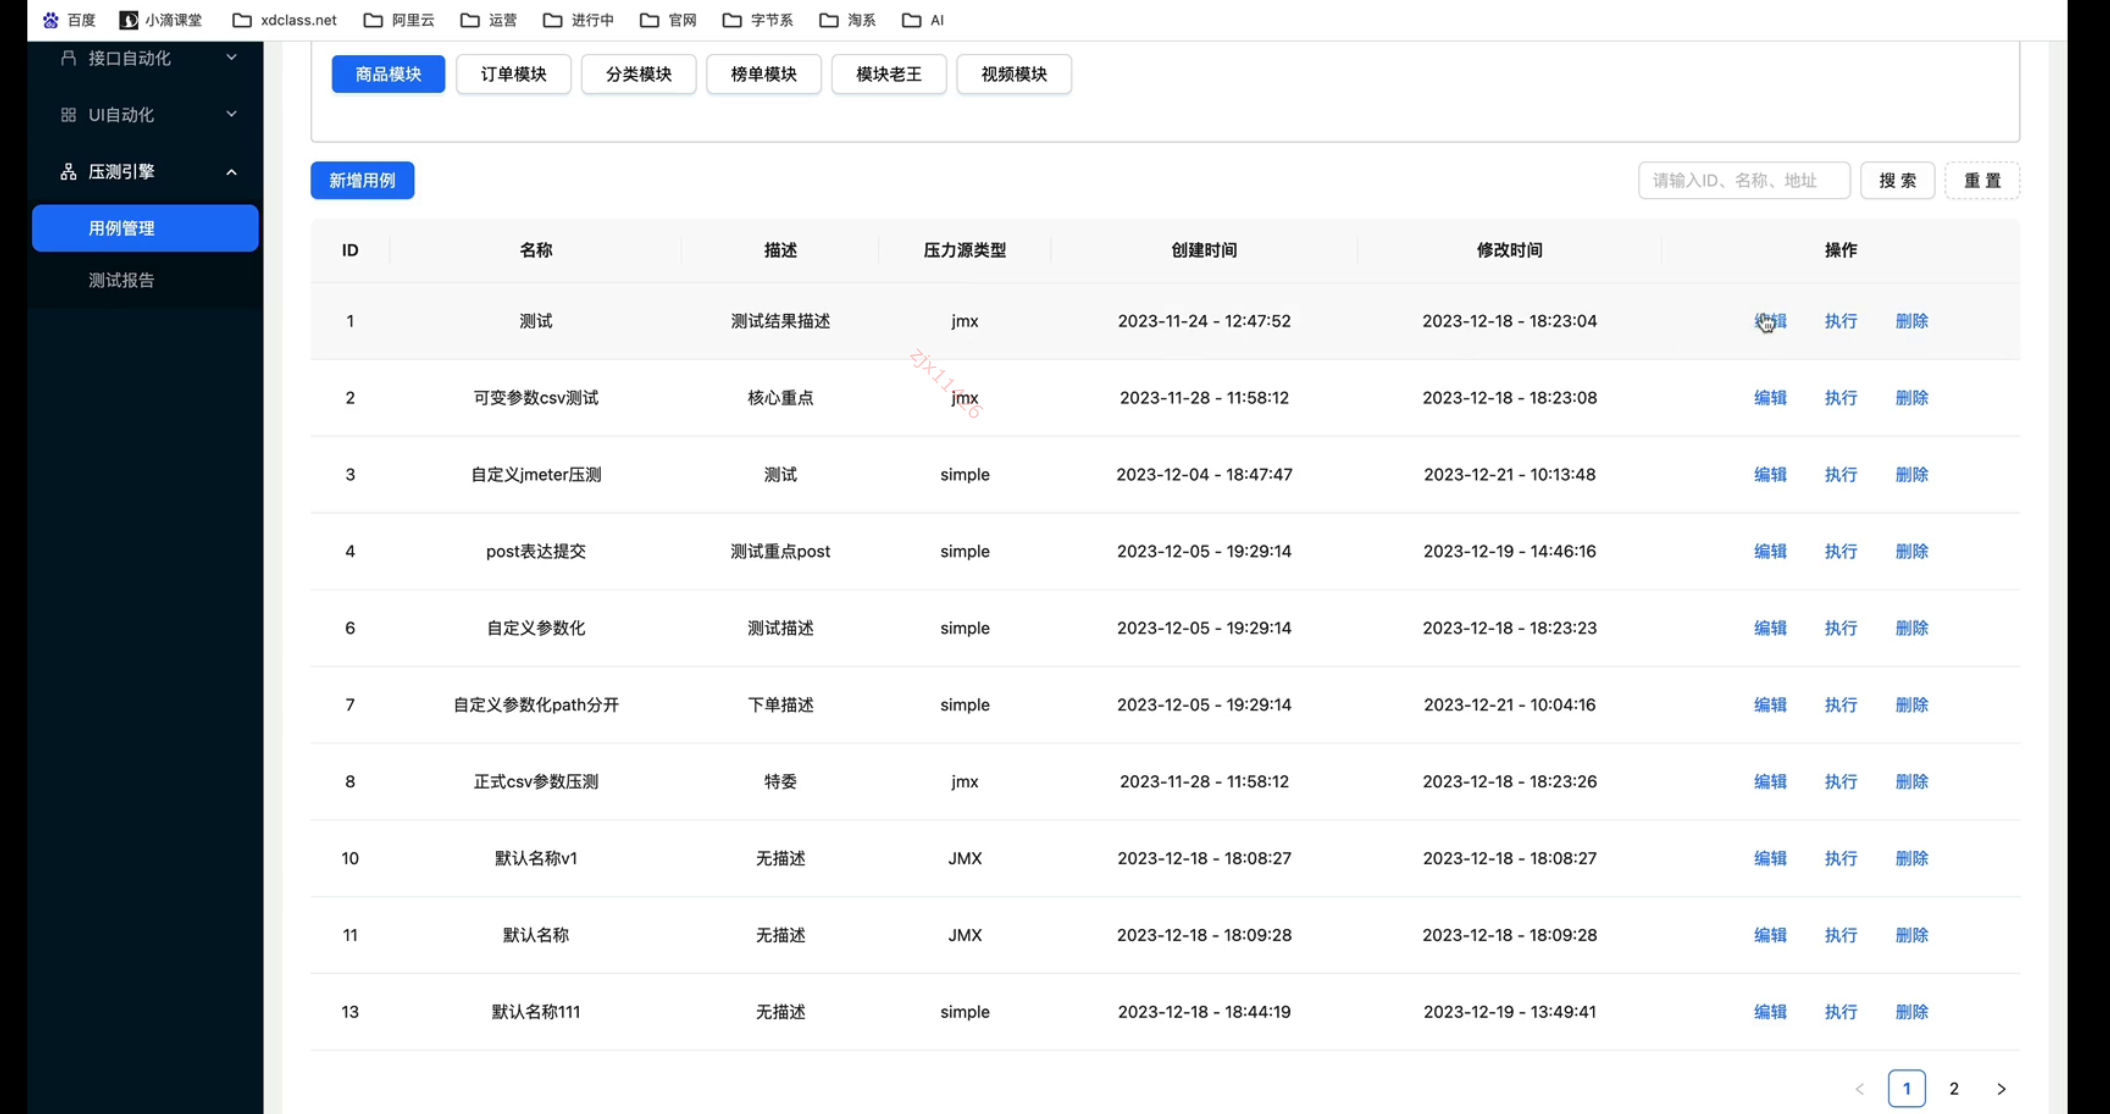 百度 小滴课堂 xdclass.net 阿里云 运营 进行中 官网 字节系 淘系 AI
接口自动化
UI自动化
压测引擎
用例管理
测试报告
商品模块 订单模块 分类模块 榜单模块 模块老王 视频模块
新增用例 请输入ID、名称、地址 搜索 重置
ID 名称 描述 压力源类型 创建时间 修改时间 操作
1 测试 测试结果描述 jmx 2023-11-24 - 12:47:52 2023-12-18 - 18:23:04 编辑 执行 删除
zjx11426
2 可变参数csv测试 核心重点 jmx 2023-11-28 - 11:58:12 2023-12-18 - 18:23:08 编辑 执行 删除
3 自定义jmeter压测 测试 simple 2023-12-04 - 18:47:47 2023-12-21 - 10:13:48 编辑 执行 删除
4 post表达提交 测试重点post simple 2023-12-05 - 19:29:14 2023-12-19 - 14:46:16 编辑 执行 删除
6 自定义参数化 测试描述 simple 2023-12-05 - 19:29:14 2023-12-18 - 18:23:23 编辑 执行 删除
7 自定义参数化path分开 下单描述 simple 2023-12-05 - 19:29:14 2023-12-21 - 10:04:16 编辑 执行 删除
8 正式csv参数压测 特委 jmx 2023-11-28 - 11:58:12 2023-12-18 - 18:23:26 编辑 执行 删除
10 默认名称v1 无描述 JMX 2023-12-18 - 18:08:27 2023-12-18 - 18:08:27 编辑 执行 删除
11 默认名称 无描述 JMX 2023-12-18 - 18:09:28 2023-12-18 - 18:09:28 编辑 执行 删除
13 默认名称111 无描述 simple 2023-12-18 - 18:44:19 2023-12-19 - 13:49:41 编辑 执行 删除
< 1 2 >